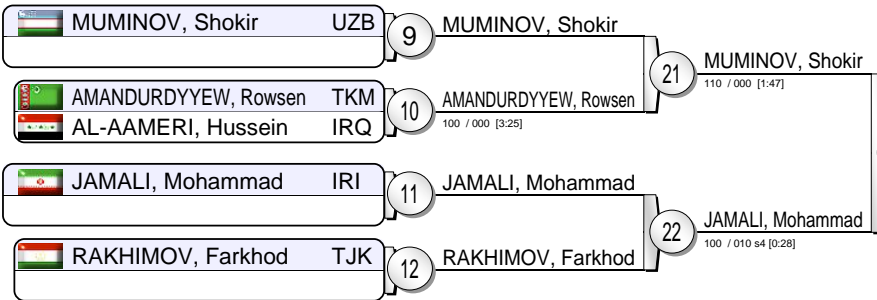 MUMINOV, Shokir UZB
9
MUMINOV, Shokir
21
MUMINOV, Shokir
110 / 000 [1:47]
AMANDURDYYEW, Rowsen TKM
AL-AAMERI, Hussein IRQ
10
AMANDURDYYEW, Rowsen
100 / 000 [3:25]
JAMALI, Mohammad IRI
11
JAMALI, Mohammad
22
JAMALI, Mohammad
100 / 010 s4 [0:28]
RAKHIMOV, Farkhod TJK
12
RAKHIMOV, Farkhod